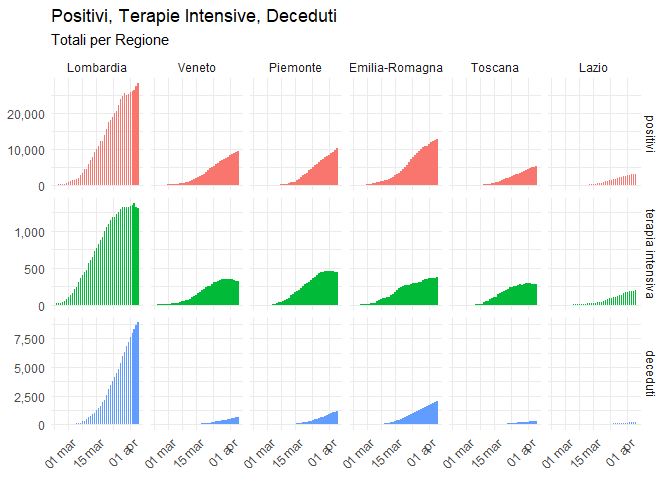 Positivi, Terapie Intensive, Deceduti
Totali per Regione
Lombardia Veneto Piemonte Emilia-Romagna Toscana Lazio
20,000
10,000
0
positivi
1,000
500
0
terapia intensiva
7,500
5,000
2,500
0
deceduti
01 mar 15 mar 01 apr 01 mar 15 mar 01 apr 01 mar 15 mar 01 apr 01 mar 15 mar 01 apr 01 mar 15 mar 01 apr 01 mar 15 mar 01 apr